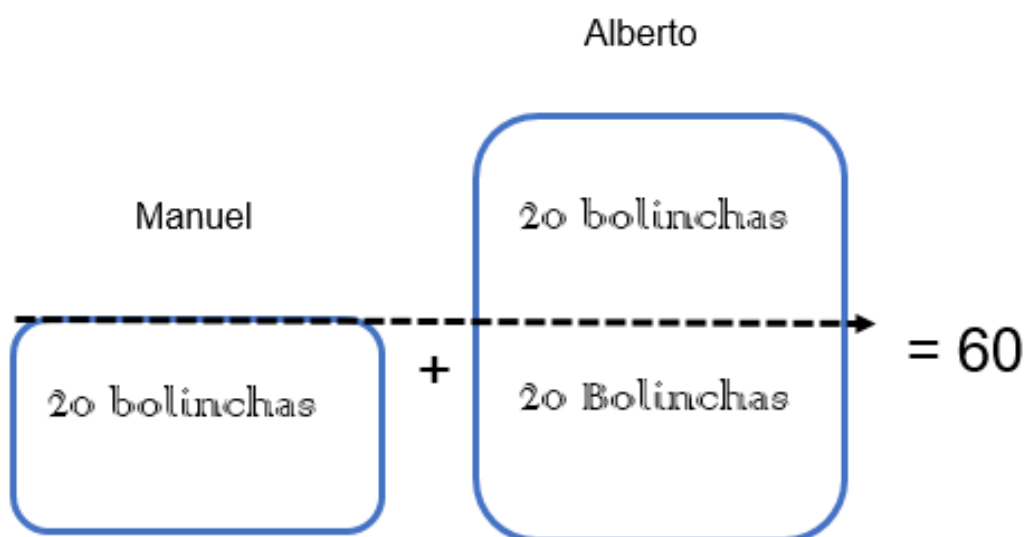 Alberto
Manuel
20 bolinchas
20 bolinchas
+
20 Bolinchas
= 60